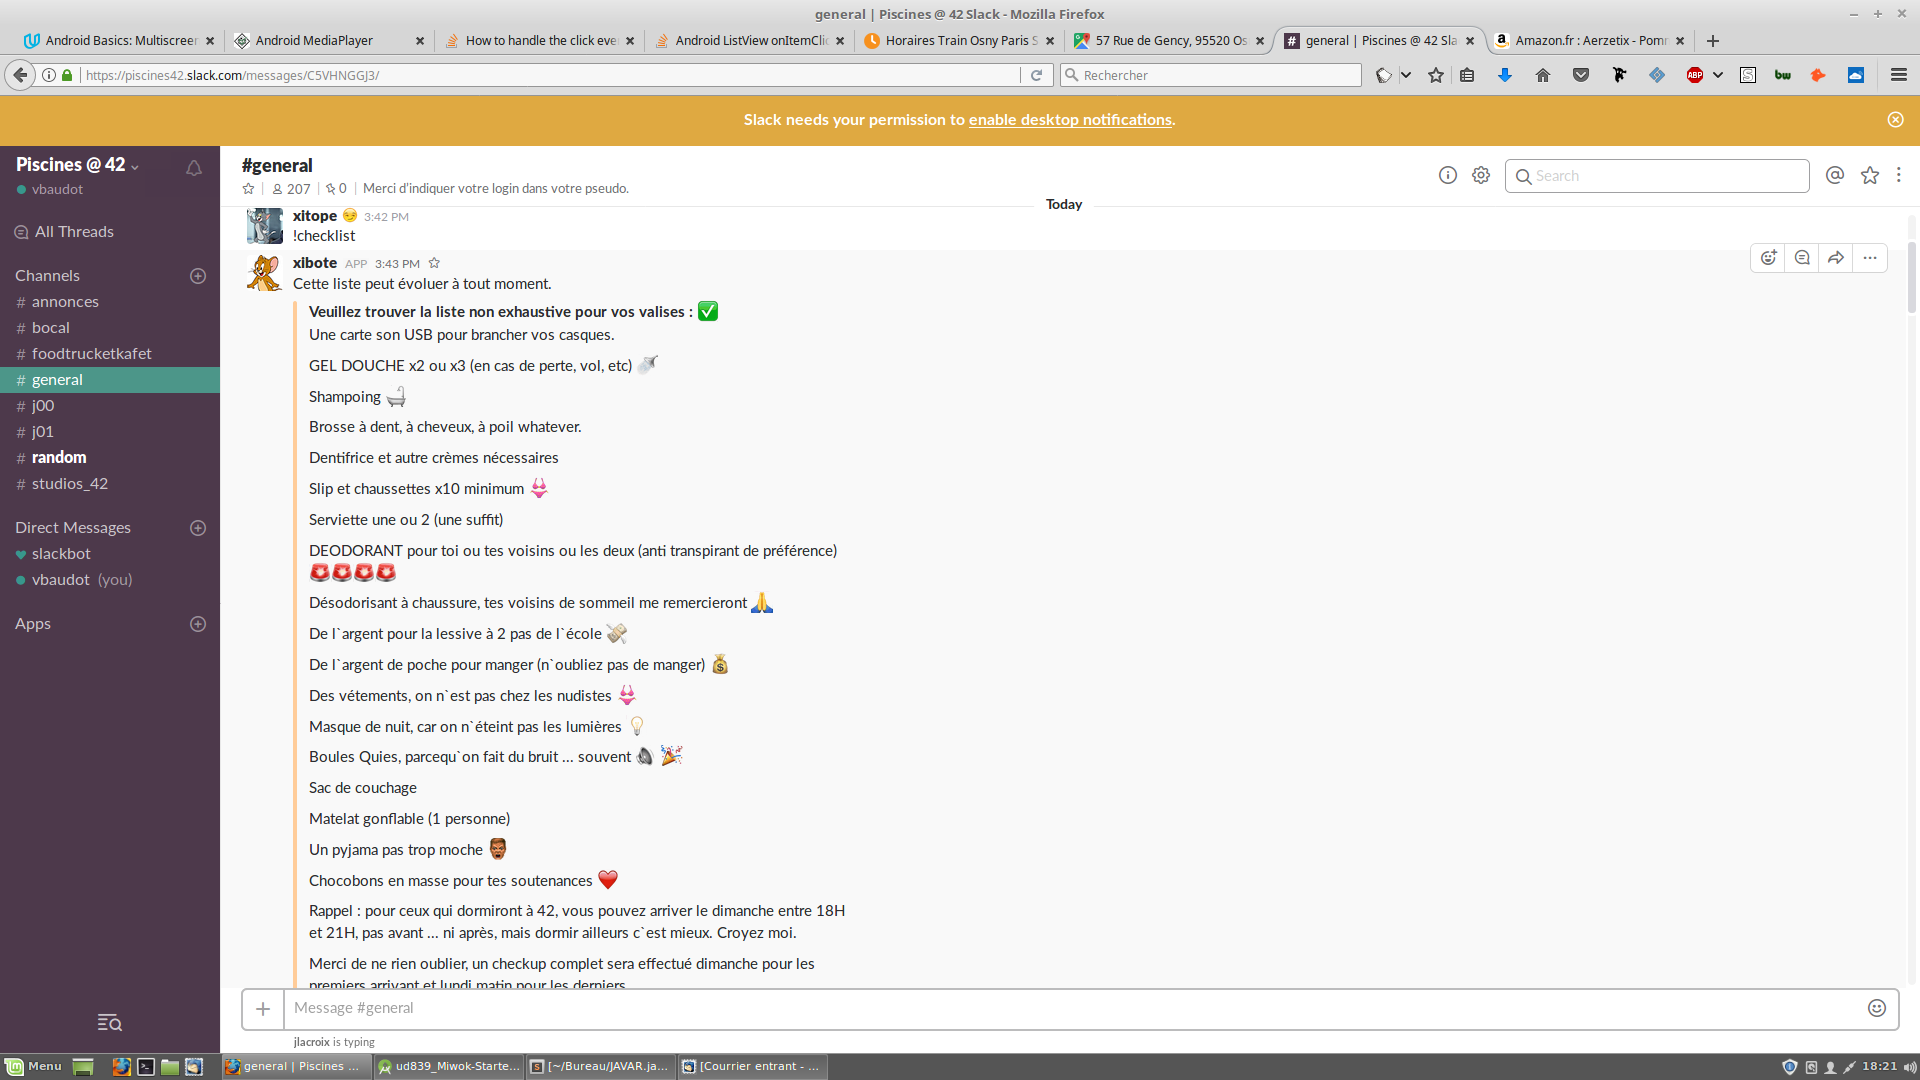 general | Piscines @ 42 Slack - Mozilla Firefox
Android Basics: Multiscreen
Android MediaPlayer
How to handle the click eve
Android ListView onItemClic
Horaires Train Osny Paris S
57 Rue de Gency, 95520 Os
general | Piscines @ 42 Sla
Amazon.fr : Aerzetix - Pom
https://piscines42.slack.com/messages/C5VHNGGJ3/
Rechercher
ABP
S
bw
Slack needs your permission to enable desktop notifications.
Piscines @ 42
vbaudot
All Threads
Channels
# annonces
# bocal
# foodtrucketkafet
# general
# j00
# j01
# random
# studios_42
Direct Messages
slackbot
vbaudot (you)
Apps
#general
207
0
Merci d'indiquer votre login dans votre pseudo.
Search
Today
xitope 3:42 PM
!checklist
xibote APP 3:43 PM
Cette liste peut évoluer à tout moment.
Veuillez trouver la liste non exhaustive pour vos valises :
Une carte son USB pour brancher vos casques.
GEL DOUCHE x2 ou x3 (en cas de perte, vol, etc)
Shampoing
Brosse à dent, à cheveux, à poil whatever.
Dentifrice et autre crèmes nécessaires
Slip et chaussettes x10 minimum
Serviette une ou 2 (une suffit)
DEODORANT pour toi ou tes voisins ou les deux (anti transpirant de préférence)
Désodorisant à chaussure, tes voisins de sommeil me remercieront
De l`argent pour la lessive à 2 pas de l`école
De l`argent de poche pour manger (n`oubliez pas de manger)
Des vétements, on n`est pas chez les nudistes
Masque de nuit, car on n`éteint pas les lumières
Boules Quies, parcequ`on fait du bruit ... souvent
Sac de couchage
Matelat gonflable (1 personne)
Un pyjama pas trop moche
Chocobons en masse pour tes soutenances
Rappel : pour ceux qui dormiront à 42, vous pouvez arriver le dimanche entre 18H
et 21H, pas avant ... ni après, mais dormir ailleurs c`est mieux. Croyez moi.
Merci de ne rien oublier, un checkup complet sera effectué dimanche pour les
premiers arrivant et lundi matin pour les derniers
Message #general
jlacroix is typing
Menu
general | Piscines ...
ud839_Miwok-Starte...
[~/Bureau/JAVAR.ja...
[Courrier entrant - ...
18:21